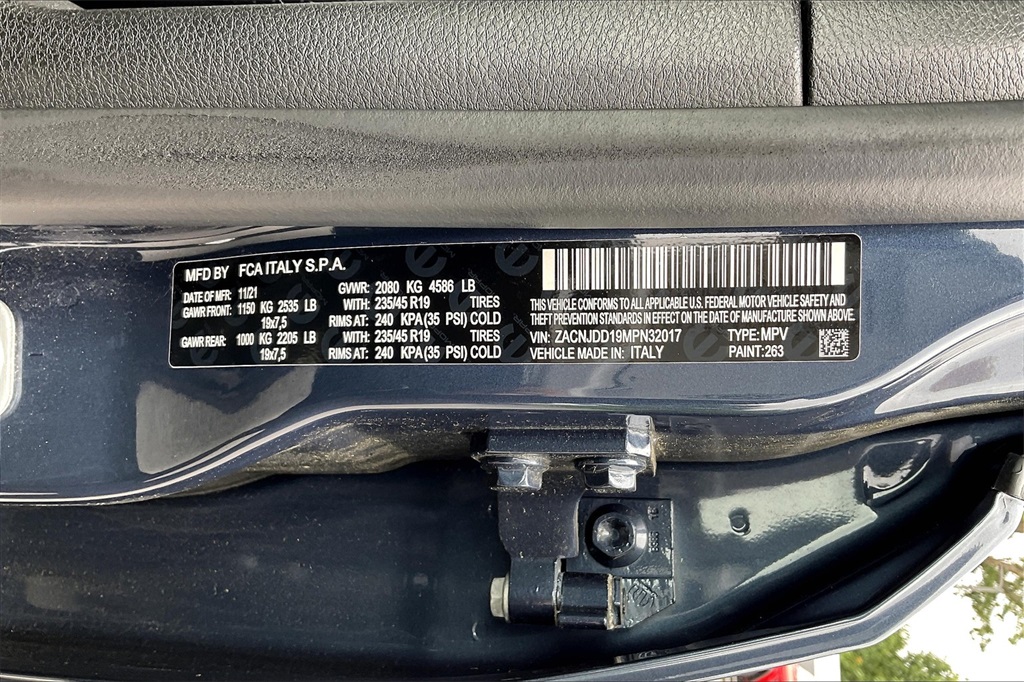 MFD BY FCA ITALY S.P.A.
DATE OF MFR: 11/21 GVWR: 2080 KG 4586 LB
GAWR FRONT: 1150 KG 2535 LB WITH: 235/45 R19 TIRES
19x7,5 RIMS AT: 240 KPA(35 PSI) COLD
GAWR REAR: 1000 KG 2205 LB WITH: 235/45 R19 TIRES
19x7,5 RIMS AT: 240 KPA(35 PSI) COLD
THIS VEHICLE CONFORMS TO ALL APPLICABLE U.S. FEDERAL MOTOR VEHICLE SAFETY AND
THEFT PREVENTION STANDARDS IN EFFECT ON THE DATE OF MANUFACTURE SHOWN ABOVE.
VIN: ZACNJDD19MPN32017 TYPE: MPV
VEHICLE MADE IN: ITALY PAINT: 263